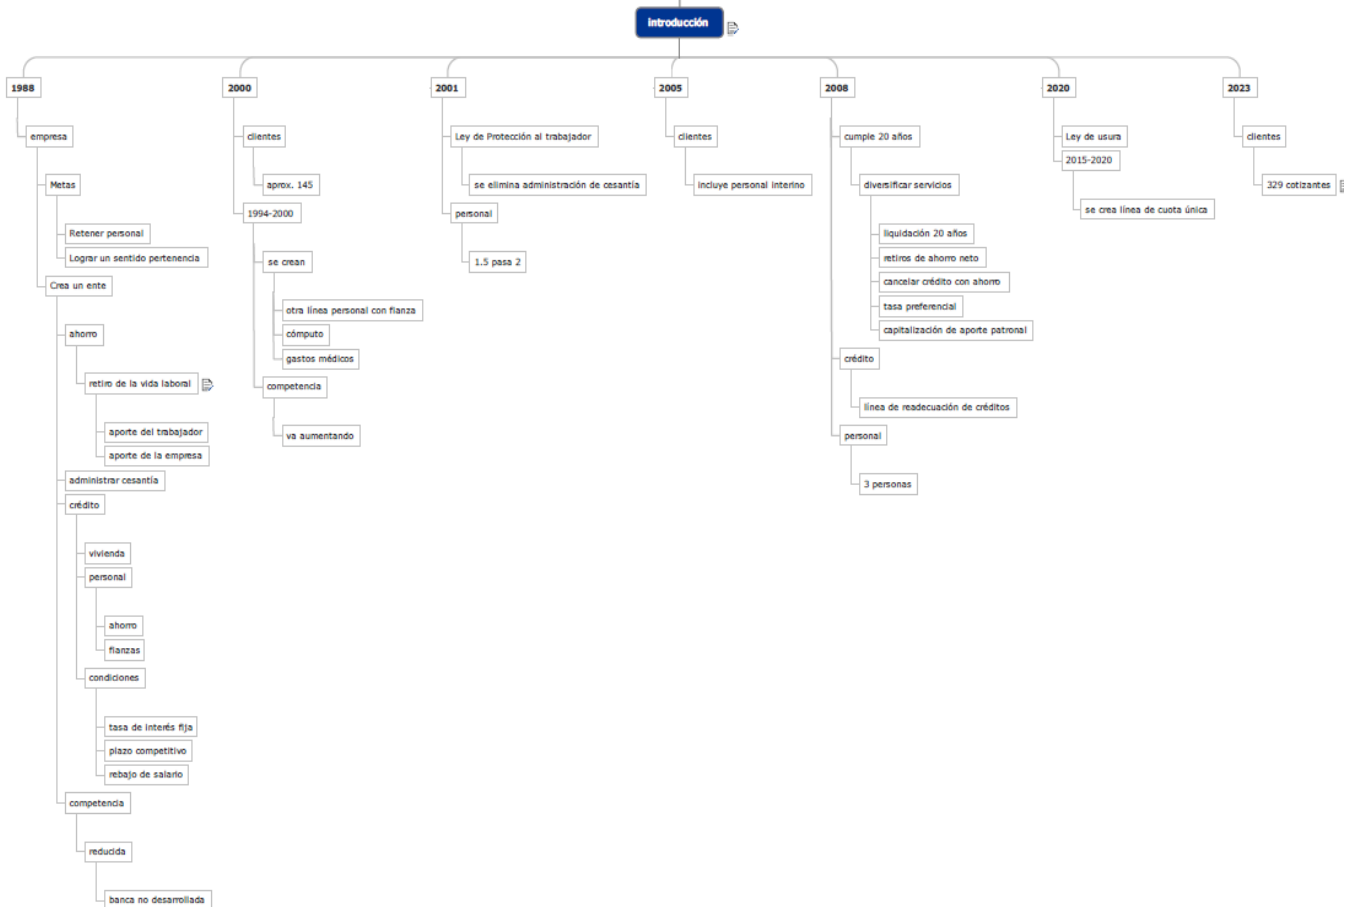 introducción
1988
empresa
Metas
Retener personal
Lograr un sentido pertenencia
Crea un ente
ahorro
retiro de la vida laboral
aporte del trabajador
aporte de la empresa
administrar cesantía
crédito
vivienda
personal
ahorro
fianzas
condiciones
tasa de interés fija
plazo competitivo
rebajo de salario
competencia
reducida
banca no desarrollada
2000
clientes
aprox. 145
1994-2000
se crean
otra línea personal con fianza
cómputo
gastos médicos
competencia
va aumentando
2001
Ley de Protección al trabajador
se elimina administración de cesantía
personal
1.5 pasa 2
2005
clientes
incluye personal interino
2008
cumple 20 años
diversificar servicios
liquidación 20 años
retiros de ahorro neto
cancelar crédito con ahorro
tasa preferencial
capitalización de aporte patronal
crédito
línea de readecuación de créditos
personal
3 personas
2020
Ley de usura
2015-2020
se crea línea de cuota única
2023
clientes
329 cotizantes